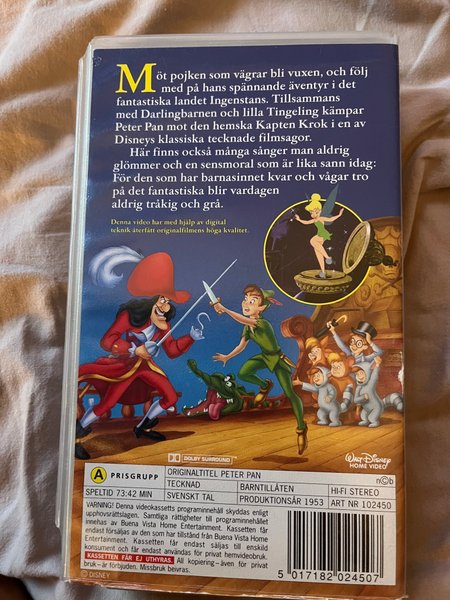 Möt pojken som vägrar bli vuxen, och följ
med på hans spännande äventyr i det
fantastiska landet Ingenstans. Tillsammans
med Darlingbarnen och lilla Tingeling kämpar
Peter Pan mot den hemska Kapten Krok i en av
Disneys klassiska tecknade filmsagor.
Här finns också många sånger man aldrig
glömmer och en sensmoral som är lika sann idag:
För den som har barnasinnet kvar och vågar tro
på det fantastiska blir vardagen
aldrig tråkig och grå.
Denna video har med hjälp av digital
teknik återfått originalfilmens höga kvalitet.
DOLBY SURROUND
WALT DISNEY
HOME VIDEO
A PRISGRUPP
ORIGINALTITEL PETER PAN
n©b
TECKNAD
BARNTILLÅTEN
HI-FI STEREO
SPELTID 73:42 MIN
SVENSKT TAL
PRODUKTIONSÅR 1953
ART NR 102450
VARNING! Denna videokassetts programinnehåll skyddas enligt
upphovsrättslagen. Samtliga rättigheter till programinnehållet
innehas av Buena Vista Home Entertainment. Kassetten får
endast försäljas av den som har tillstånd från Buena Vista Home
Entertainment. Kassetten får endast säljas till enskild
konsument och får endast användas för privat hemvideobruk.
KASSETTEN FÅR EJ UTHYRAS. All kopiering – även för privat
bruk – är förbjuden. Missbruk beivras.
© DISNEY
5 017182 024507